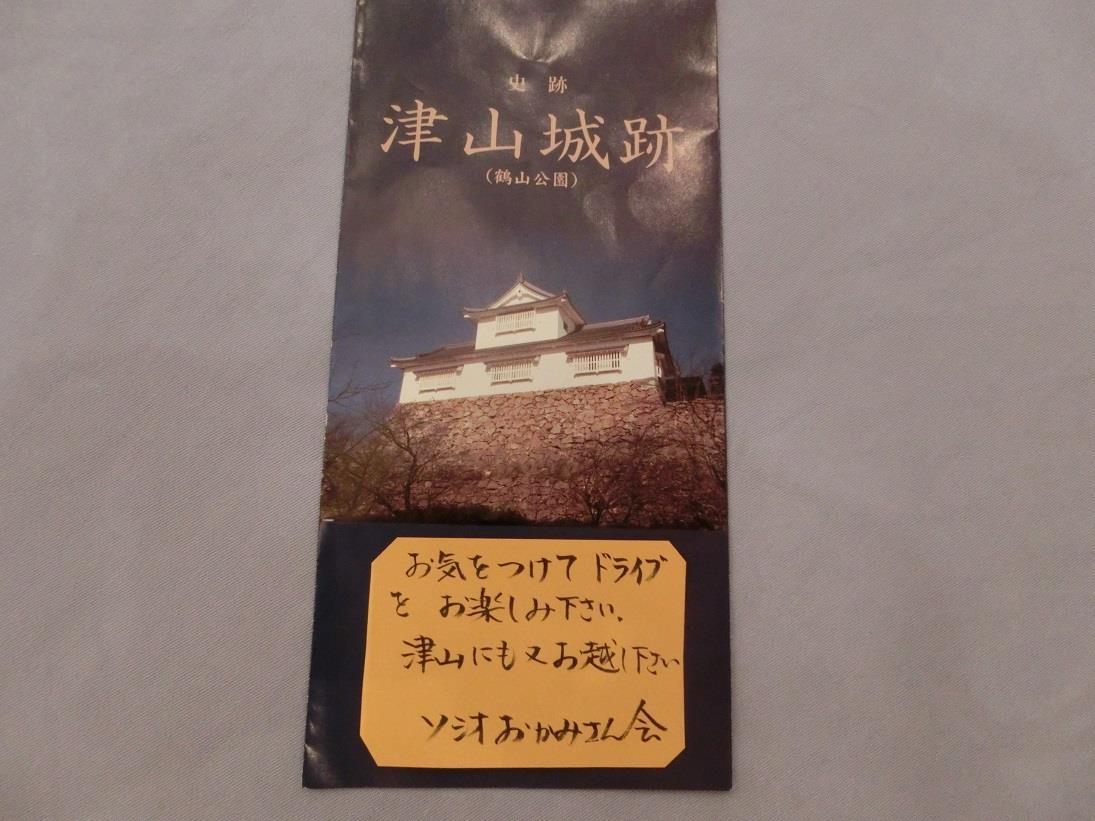 史跡
津山城跡
(鶴山公園)
お気をつけてドライブ
をお楽しみ下さい。
津山にも又お越し下さい
ソシオおかみさん会